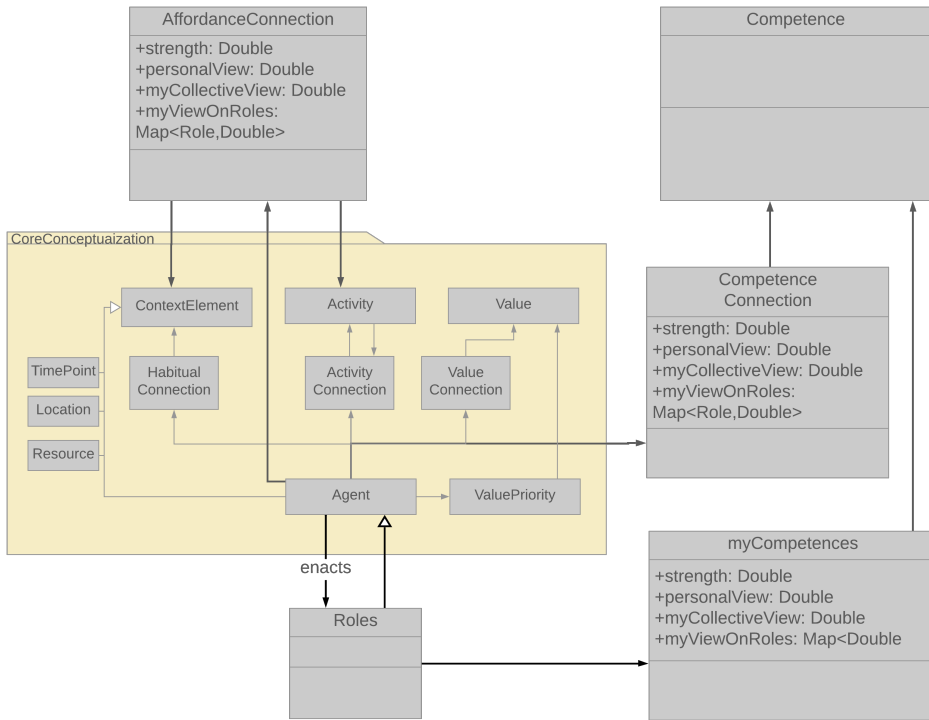 AffordanceConnection
+strength: Double
+personalView: Double
+myCollectiveView: Double
+myViewOnRoles:
Map<Role,Double>
Competence
CoreConceptuaization
ContextElement
Activity
Value
TimePoint
Habitual
Connection
Activity
Connection
Value
Connection
Location
Resource
Agent
ValuePriority
Competence
Connection
+strength: Double
+personalView: Double
+myCollectiveView: Double
+myViewOnRoles:
Map<Role,Double>
enacts
Roles
myCompetences
+strength: Double
+personalView: Double
+myCollectiveView: Double
+myViewOnRoles: Map<Double